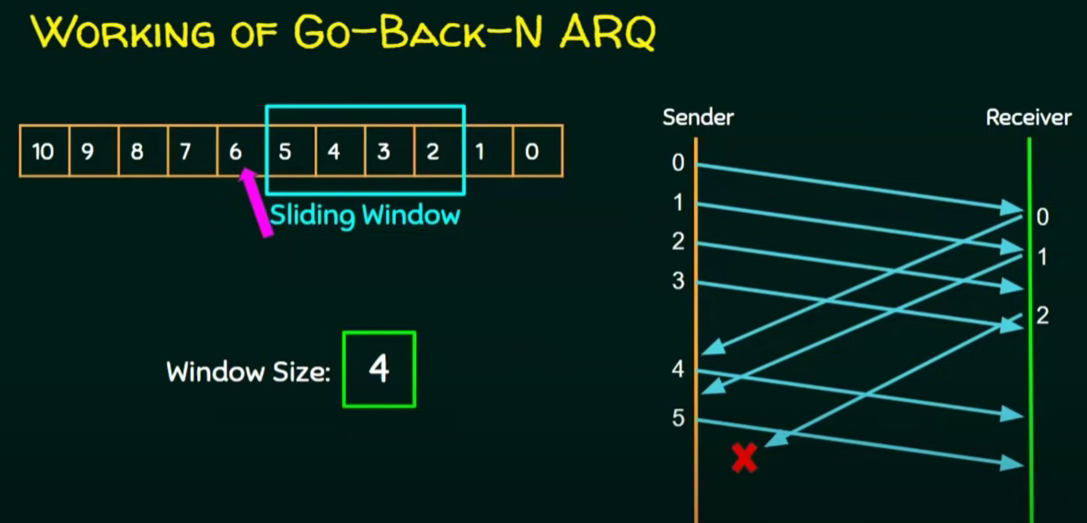 WORKING OF GO-BACK-N ARQ
Sender Receiver
10 9 8 7 6 5 4 3 2 1 0
Sliding Window
Window Size: 4
0
1
2
3
4
5
0
1
2